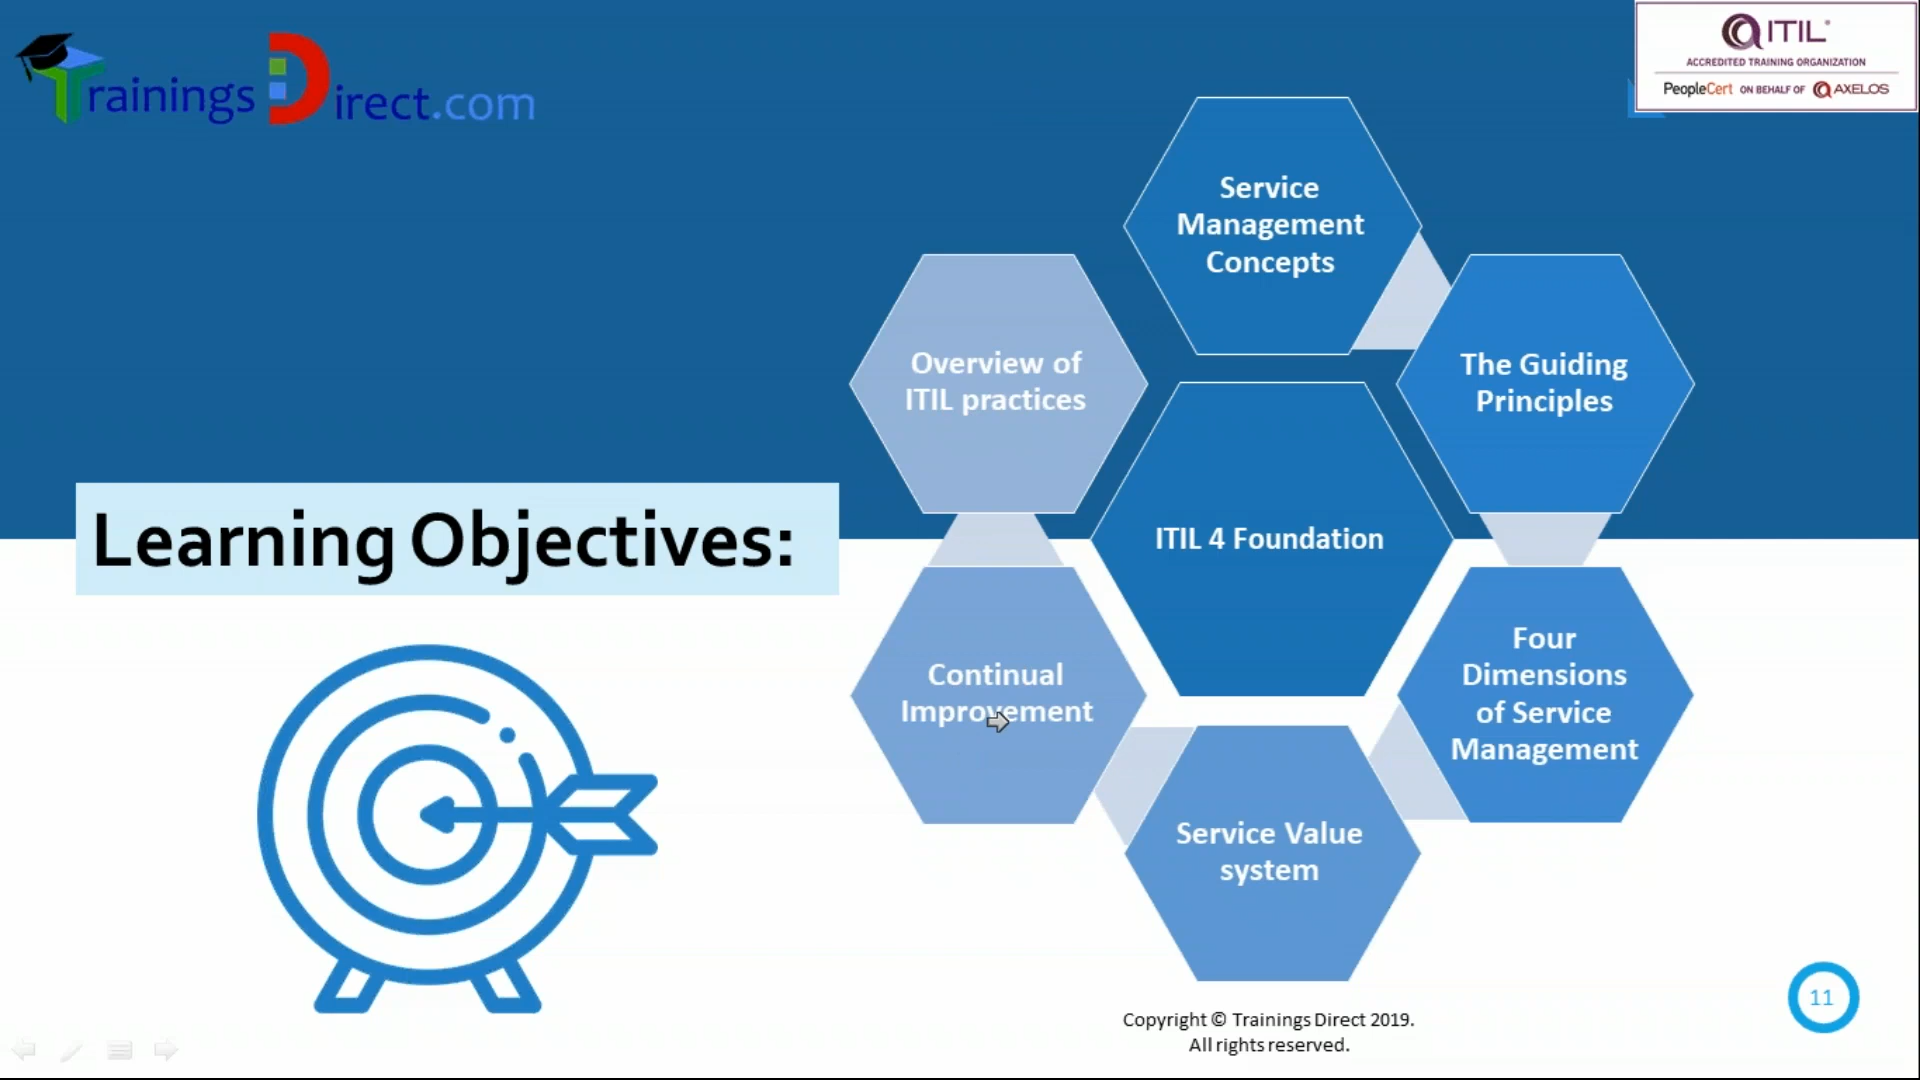 TrainingsDirect.com
ITIL®
ACCREDITED TRAINING ORGANIZATION
PeopleCert ON BEHALF OF AXELOS
Learning Objectives:
Service
Management
Concepts
The Guiding
Principles
Four
Dimensions
of Service
Management
Service Value
system
Continual
Improvement
Overview of
ITIL practices
ITIL 4 Foundation
Copyright © Trainings Direct 2019.
All rights reserved.
11